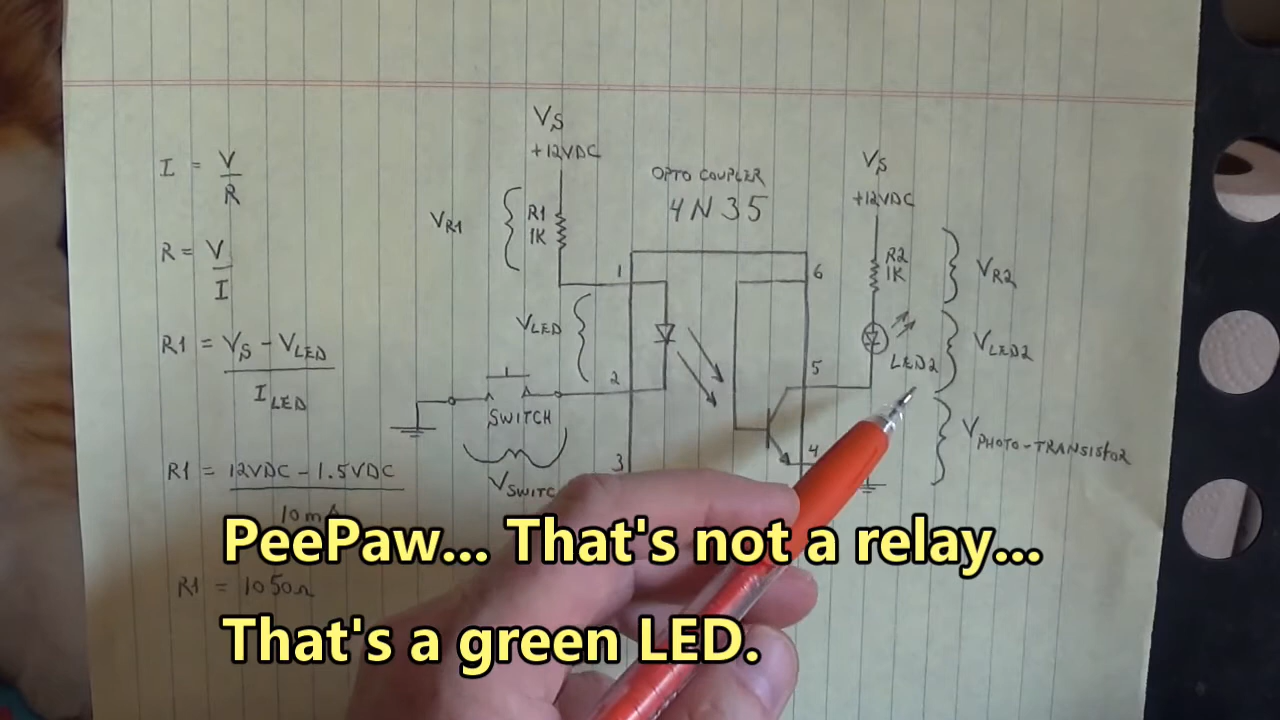 I = V
R
R = V
I
R1 = VS - VLED
ILED
R1 = 12VDC - 1.5VDC
10mA
R1 = 1050Ω
VS
+12VDC
VR1
R1
1K
OPTO COUPLER
4N35
1
VLED
2
SWITCH
3
VSWITC
6
5
4
VS
+12VDC
R2
1K
VR2
LED2
VLED2
VPHOTO-TRANSISTOR
PeePaw... That's not a relay...
That's a green LED.